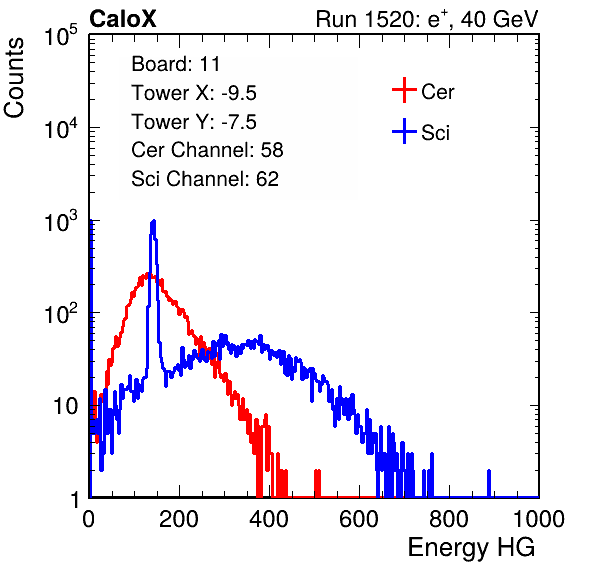 CaloX Run 1520: e⁺, 40 GeV
Counts
Board: 11
Tower X: -9.5
Tower Y: -7.5
Cer Channel: 58
Sci Channel: 62
Cer
Sci
10⁵
10⁴
10³
10²
10
1
0 200 400 600 800 1000
Energy HG